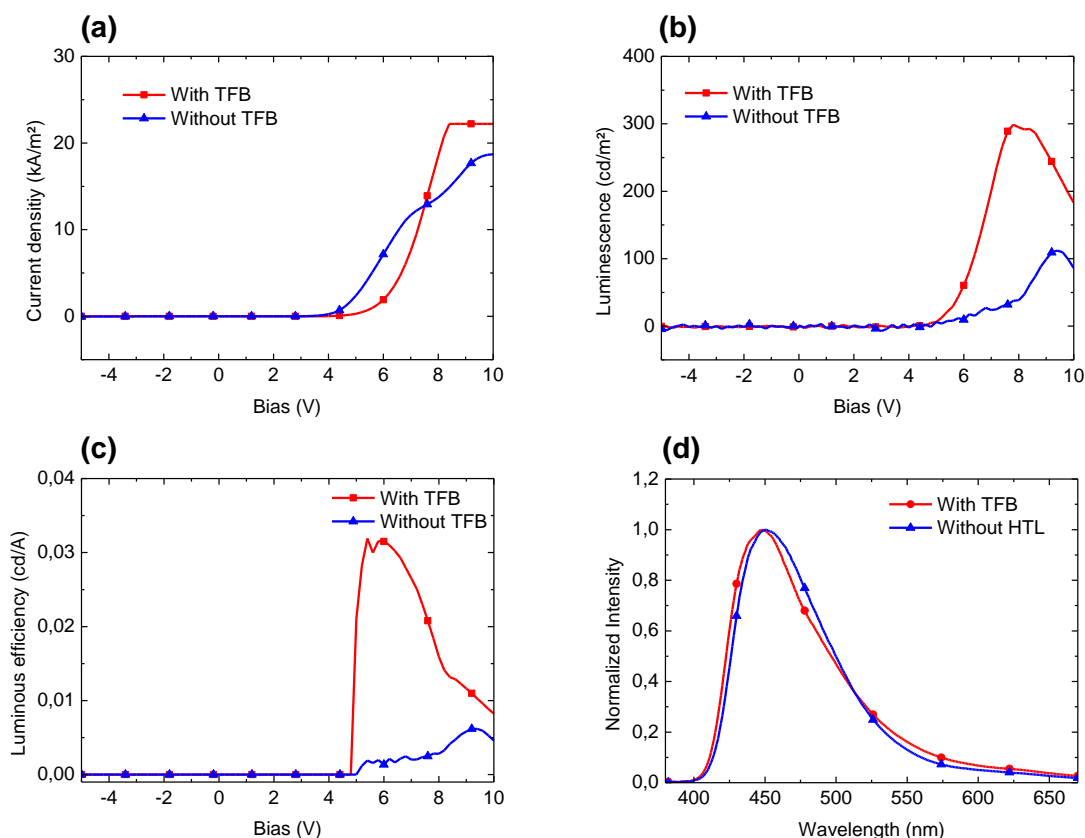 (a)
30
20
10
0
Current densitiy (kA/m²)
With TFB
Without TFB
-4 -2 0 2 4 6 8 10
Bias (V)
(b)
400
300
200
100
0
Luminescence (cd/m²)
With TFB
Without TFB
-4 -2 0 2 4 6 8 10
Bias (V)
(c)
0,04
0,03
0,02
0,01
0,00
Luminous efficiency (cd/A)
With TFB
Without TFB
-4 -2 0 2 4 6 8 10
Bias (V)
(d)
1,2
1,0
0,8
0,6
0,4
0,2
0,0
Normalized Intensity
With TFB
Without HTL
400 450 500 550 600 650
Wavelength (nm)